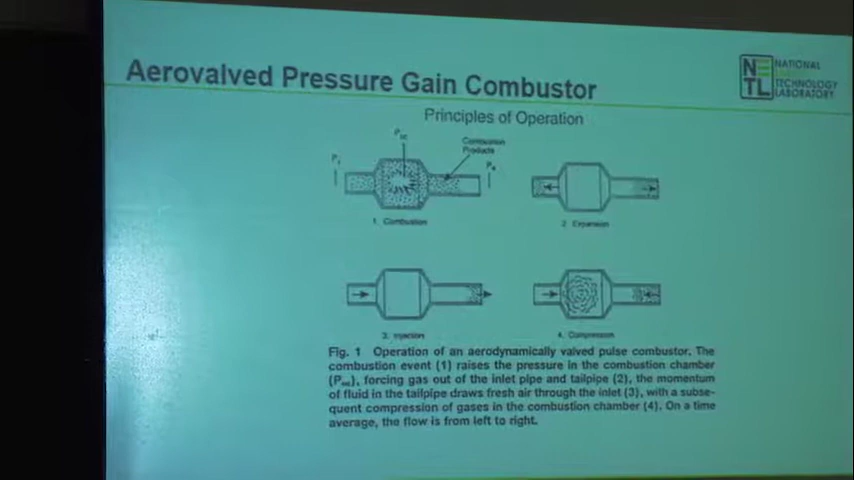 Aerovalved Pressure Gain Combustor
NETL
NATIONAL
TECHNOLOGY
LABORATORY
Principles of Operation
Combustion
Products
1. Combustion
2. Expansion
3. Injection
4. Compression
Fig. 1 Operation of an aerodynamically valved pulse combustor. The
combustion event (1) raises the pressure in the combustion chamber
forcing gas out of the inlet pipe and tailpipe (2), the momentum
of fluid in the tailpipe draws fresh air through the inlet (3), with a subse-
quent compression of gases in the combustion chamber (4). On a time
average, the flow is from left to right.